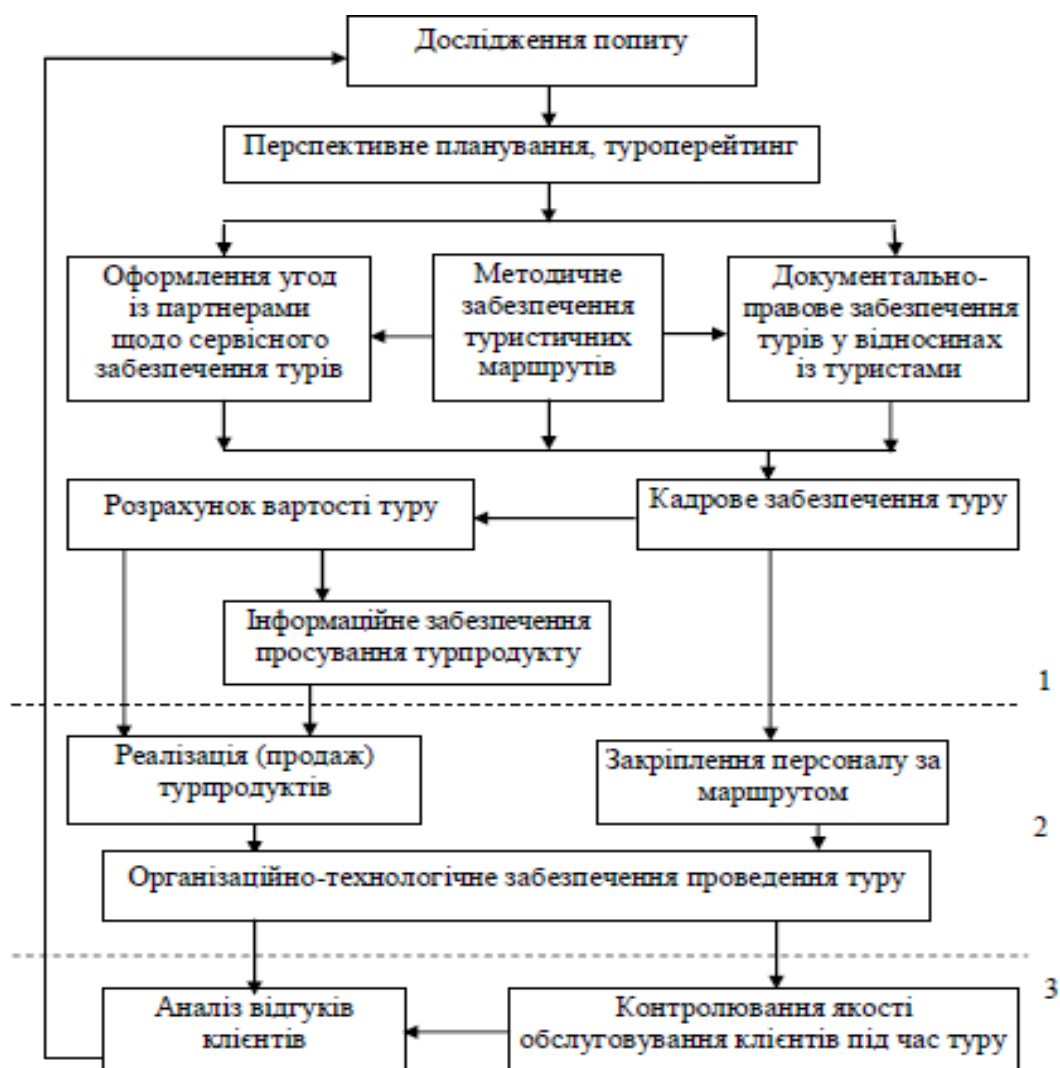 Дослідження попиту
Перспективне планування, туроперейтинг
Оформлення угод
із партнерами
щодо сервісного
забезпечення турів
Методичне
забезпечення
туристичних
маршрутів
Документально-
правове забезпечення
турів у відносинах
із туристами
Розрахунок вартості туру
Кадрове забезпечення туру
Інформаційне забезпечення
просування турпродукту
1
Реалізація (продаж)
турпродуктів
Закріплення персоналу за
маршрутом
2
Організаційно-технологічне забезпечення проведення туру
3
Аналіз відгуків
клієнтів
Контролювання якості
обслуговування клієнтів під час туру